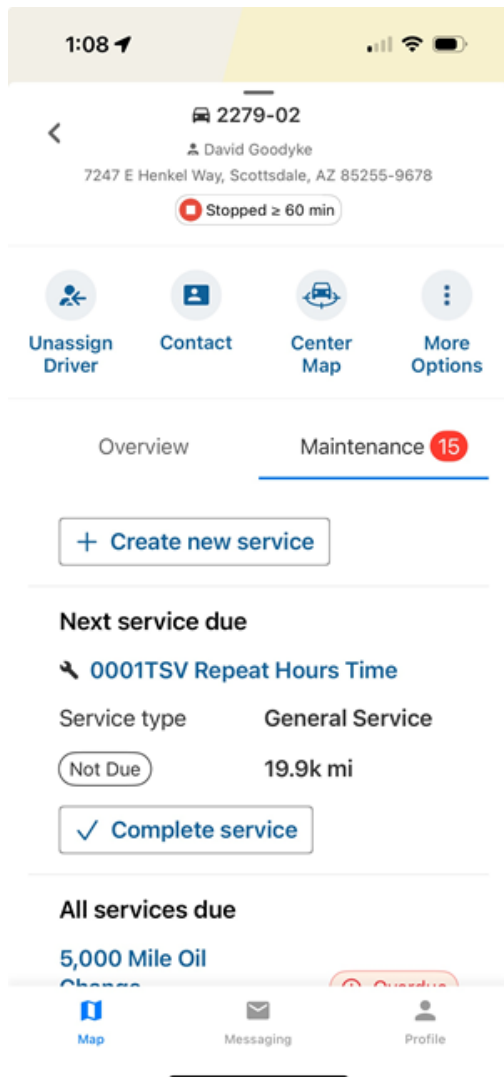 1:08
2279-02
David Goodyke
7247 E Henkel Way, Scottsdale, AZ 85255-9678
Stopped ≥ 60 min
Unassign Driver
Contact
Center Map
More Options
Overview
Maintenance 15
+ Create new service
Next service due
0001TSV Repeat Hours Time
Service type General Service
Not Due 19.9k mi
Complete service
All services due
5,000 Mile Oil
Change Overdue
Map
Messaging
Profile